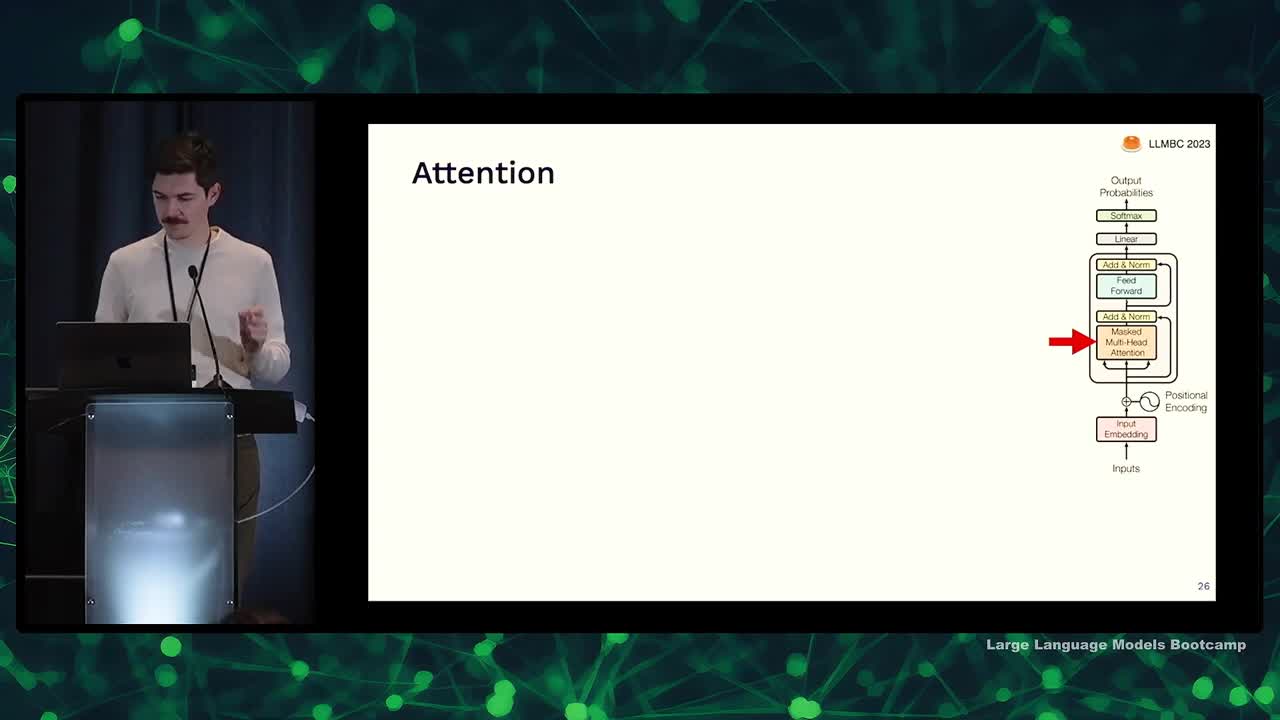 LLMBC 2023
Attention
Output
Probabilities
Softmax
Linear
Add & Norm
Feed
Forward
Add & Norm
Masked
Multi-Head
Attention
Positional
Encoding
Input
Embedding
Inputs
26
Large Language Models Bootcamp